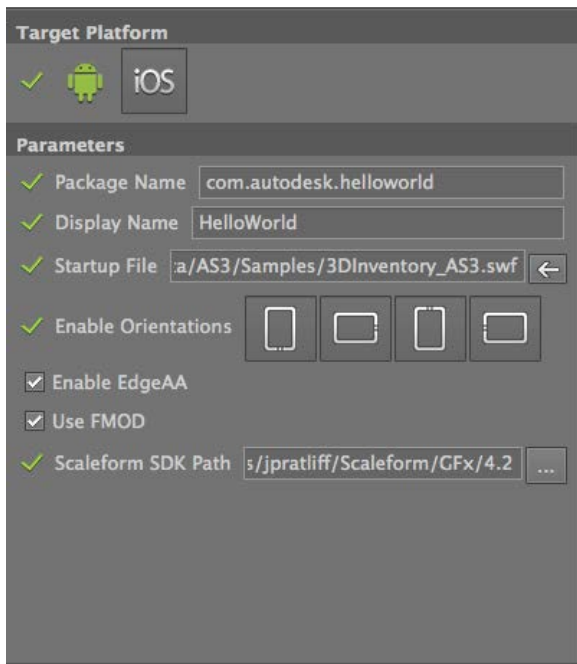 Target Platform
iOS
Parameters
Package Name com.autodesk.helloworld
Display Name HelloWorld
Startup File :a/AS3/Samples/3DInventory_AS3.swf
Enable Orientations
Enable EdgeAA
Use FMOD
Scaleform SDK Path s/jpratliff/Scaleform/GFx/4.2 ...